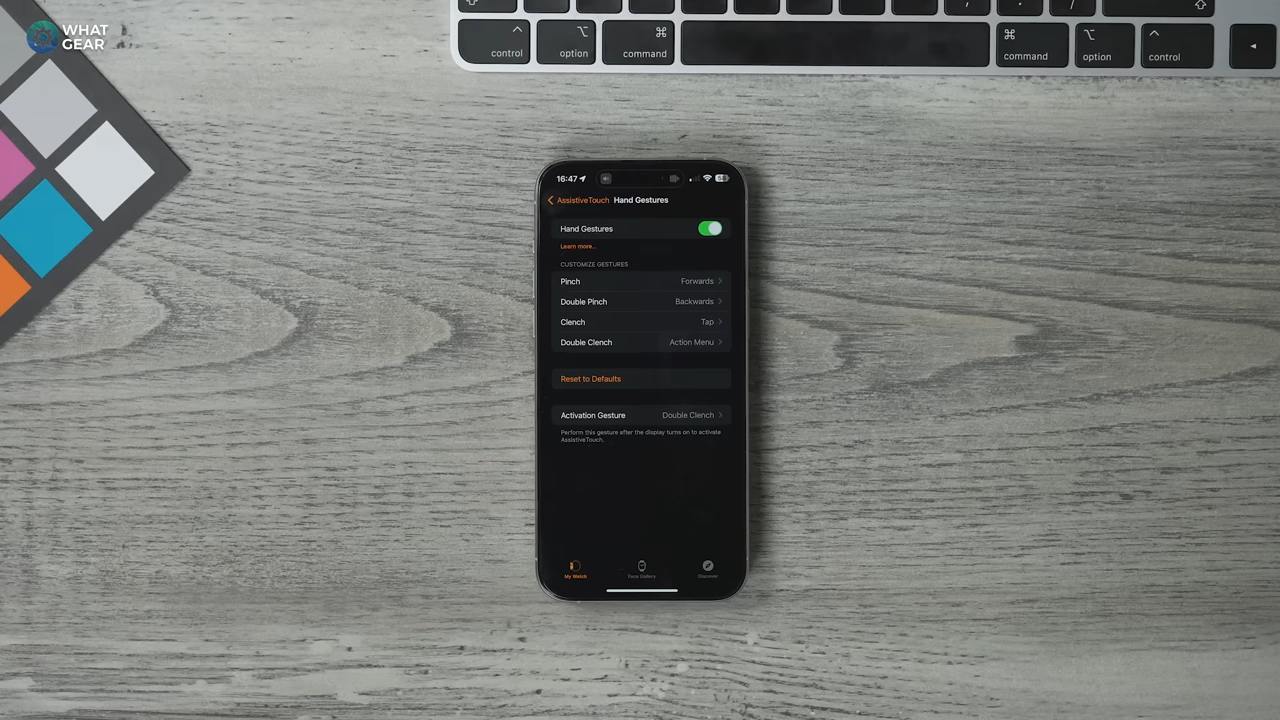 WHAT
GEAR
control
option
command
command
option
control
16:47
AssistiveTouch Hand Gestures
Hand Gestures
Learn more...
CUSTOMIZE GESTURES
Pinch Forwards
Double Pinch Backwards
Clench Tap
Double Clench Action Menu
Reset to Defaults
Activation Gesture Double Clench
Perform this gesture after the display turns on to activate
AssistiveTouch.
My Watch
Face Gallery
Discover